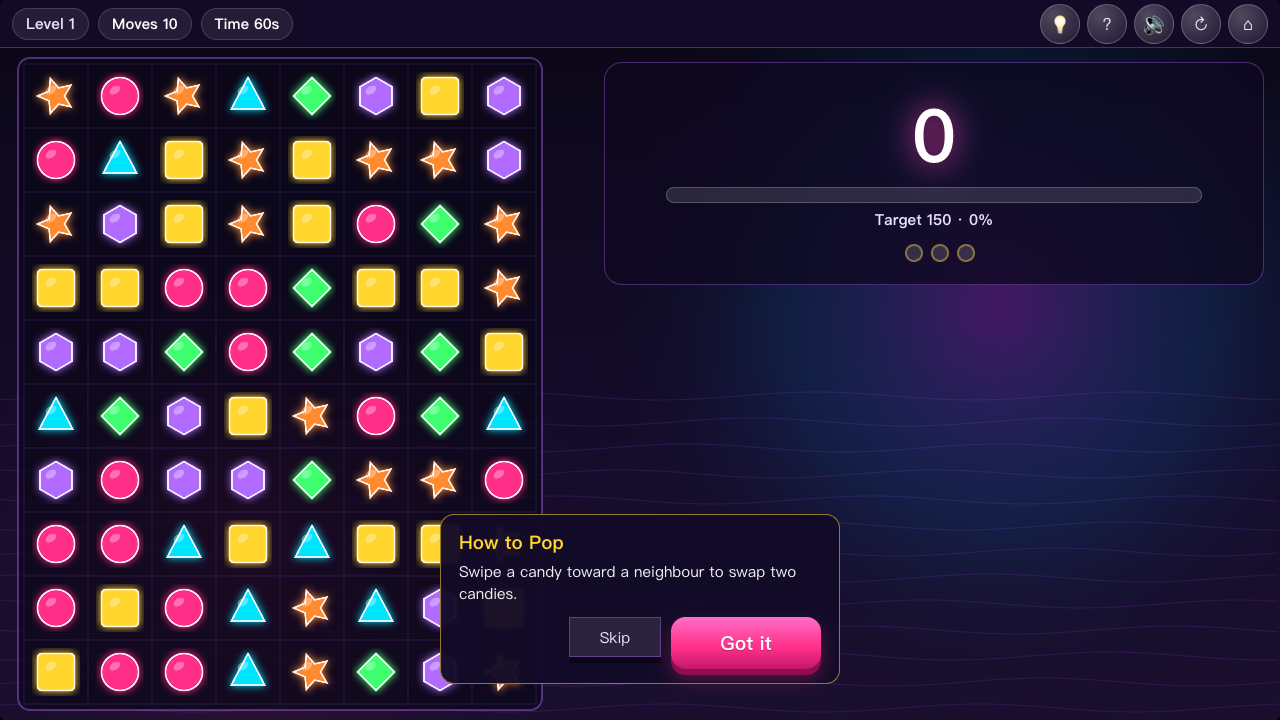 Level 1
Moves 10
Time 60s
?
0
Target 150 · 0%
How to Pop
Swipe a candy toward a neighbour to swap two
candies.
Skip
Got it